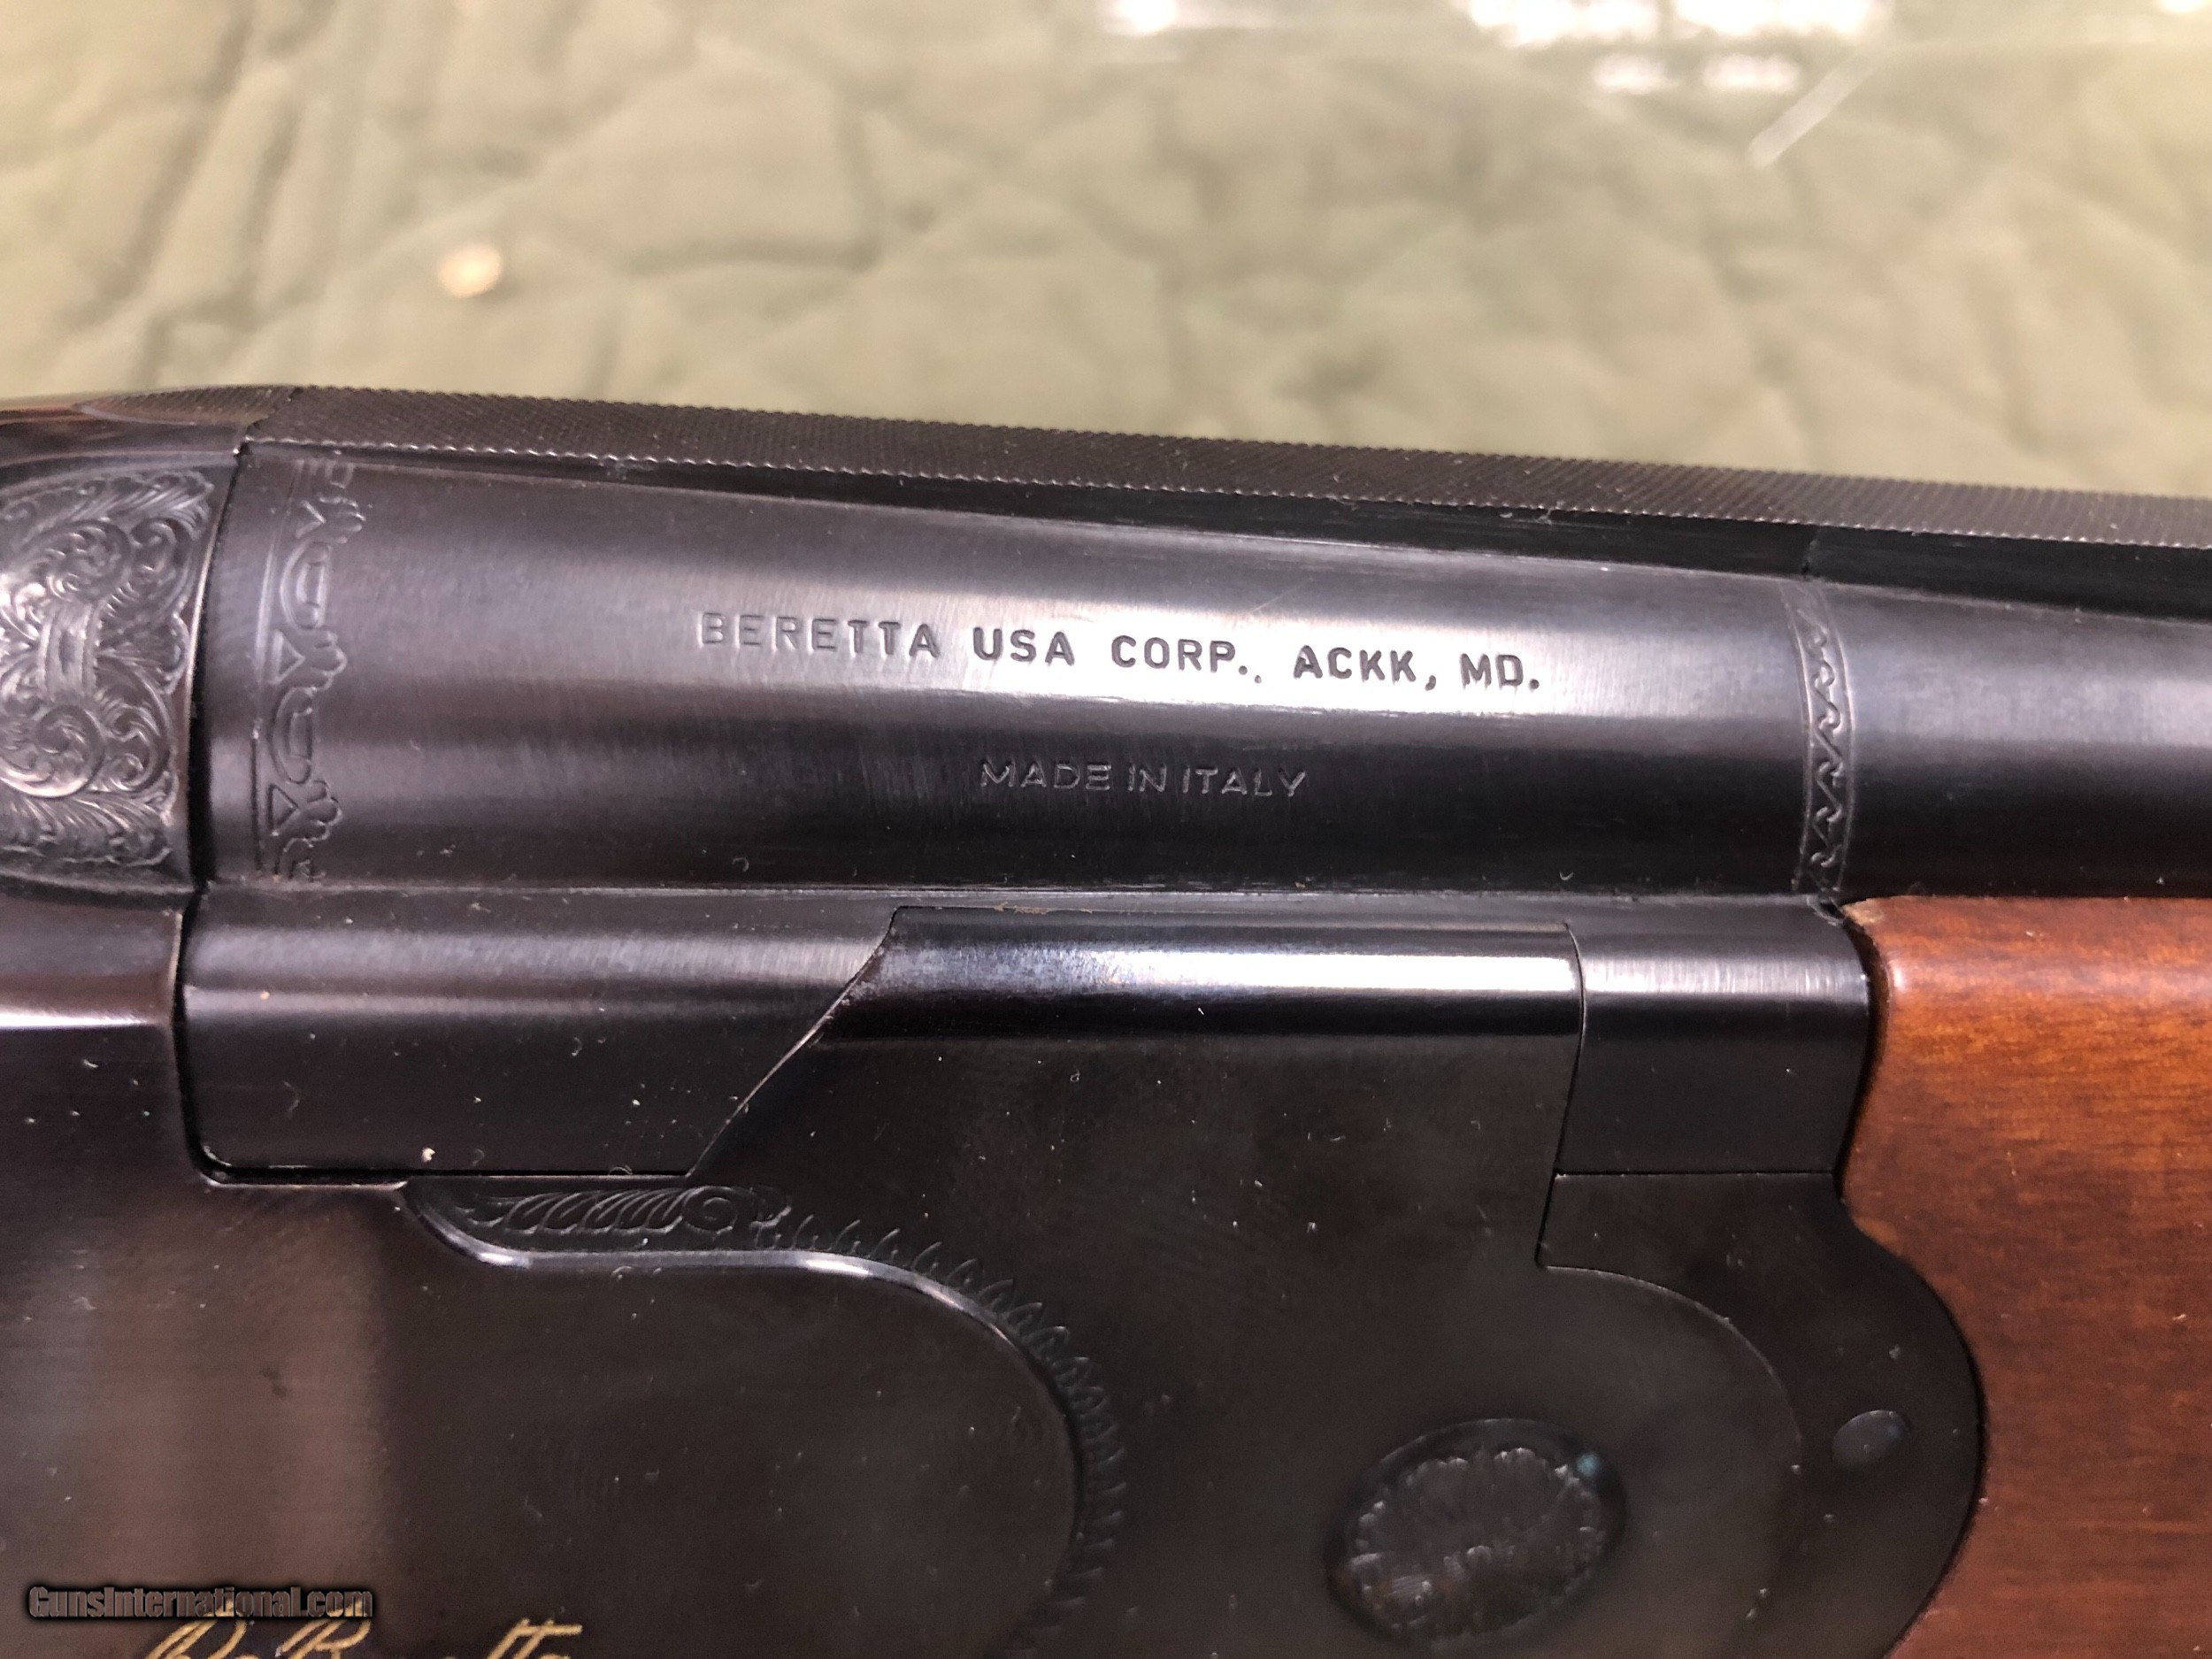 BERETTA USA CORP., ACKK, MD.
MADE IN ITALY
GunsInternational.com